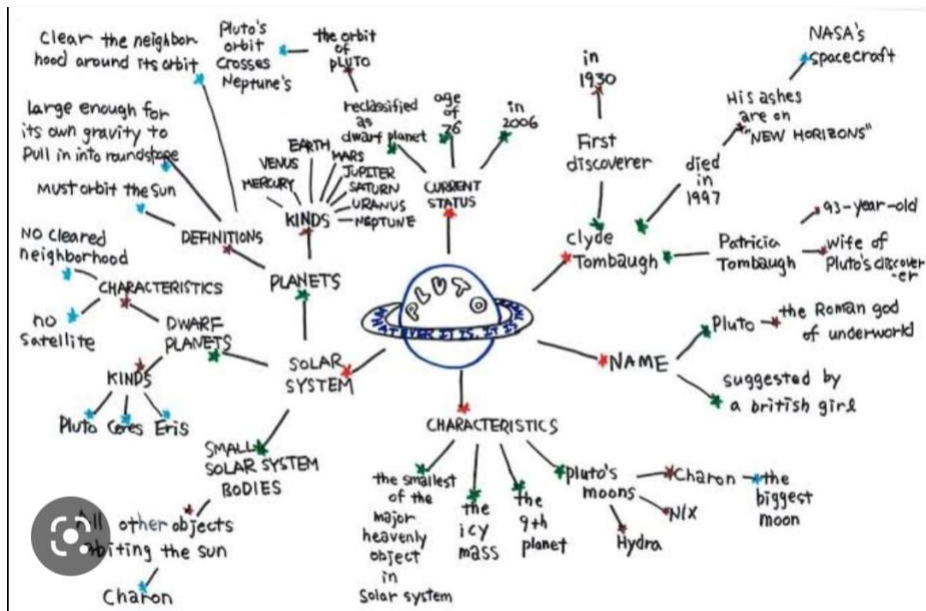 Clear the neighbor
hood around its orbit
Large enough for
its own gravity to
Pull in into roundshape
MUST orbit the Sun
DEFINITIONS
Pluto's
orbit
crosses
Neptune's
the orbit
of
PLUTO
reclassified
as
dwarf planet
age
of
76
in
2006
CURRENT
STATUS
MERCURY
VENUS
EARTH
MARS
JUPITER
SATURN
URANUS
NEPTUNE
KINDS
PLANETS
NO Cleared
neighborhood
CHARACTERISTICS
NO
Satellite
DWARF
PLANETS
KINDS
Pluto Ceres Eris
SOLAR
SYSTEM
SMALL
SOLAR SYSTEM
BODIES
All other objects
orbiting the sun
Charon
PLUTO
in
1930
First
discoverer
Clyde
Tombaugh
died
in
1997
His ashes
are on
"NEW HORIZONS"
NASA's
spacecraft
Patricia
Tombaugh
93-year-old
wife of
Pluto's discover
-er
NAME
Pluto
the Roman god
of underworld
suggested by
a british girl
CHARACTERISTICS
the smallest
of the
major
heavenly
object
in
Solar system
the
icy
mass
the
9th
planet
pluto's
moons
Charon
the
biggest
moon
Nix
Hydra